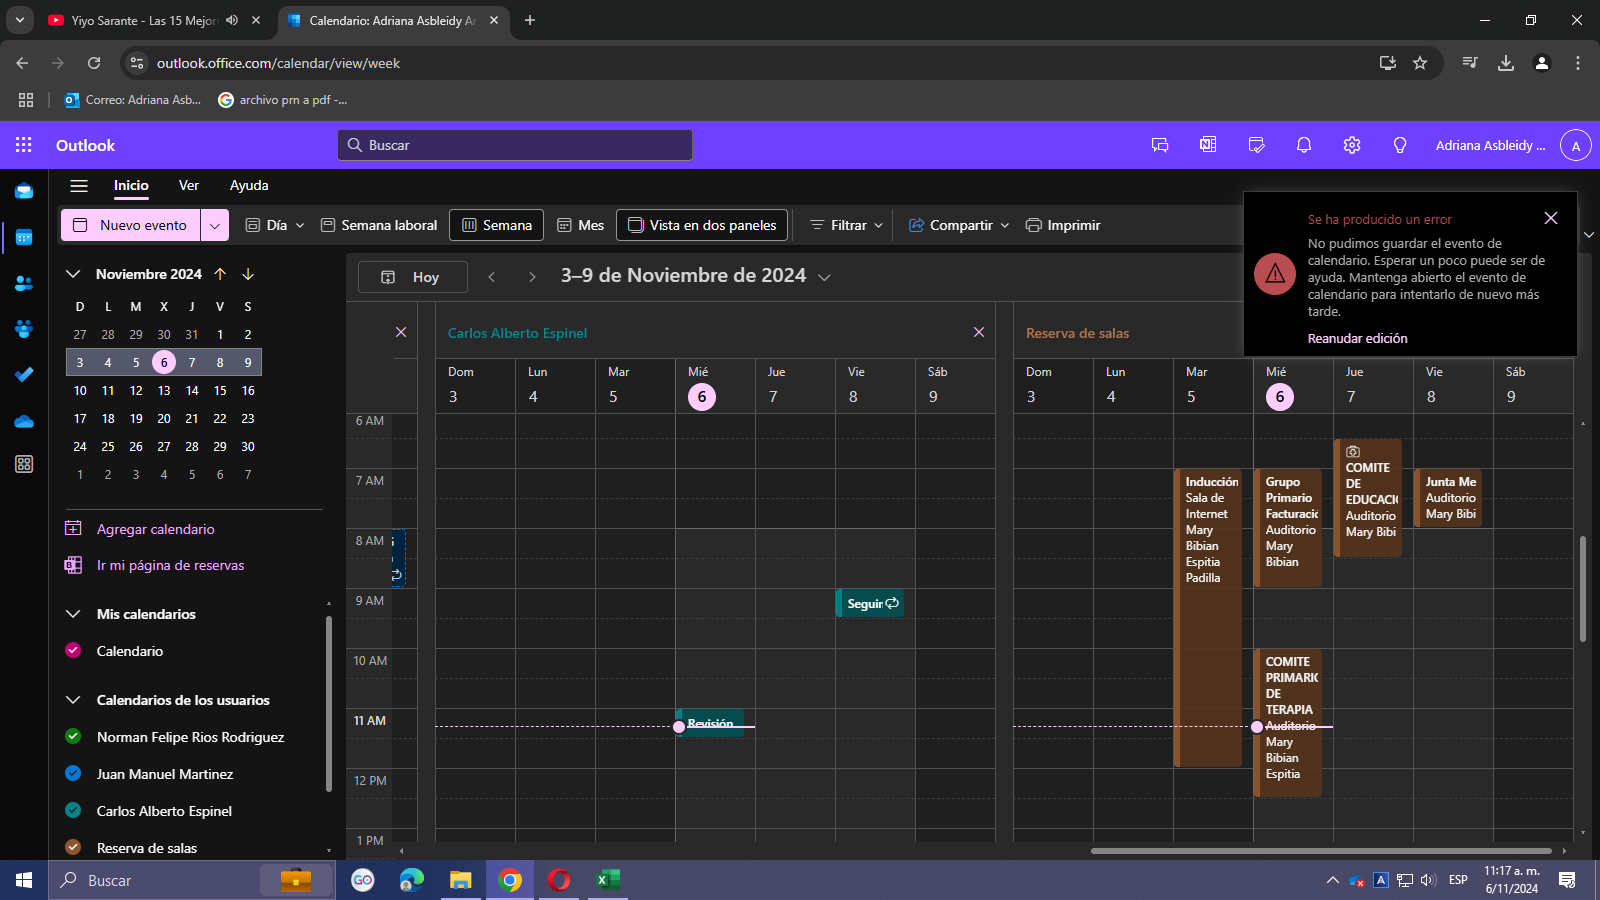 Yiyo Sarante - Las 15 Mejor
Calendario: Adriana Asbleidy Ar
outlook.office.com/calendar/view/week
Correo: Adriana Asb...
archivo prn a pdf -...
Outlook
Buscar
Adriana Asbleidy ...
A
Inicio
Ver
Ayuda
Nuevo evento
Día
Semana laboral
Semana
Mes
Vista en dos paneles
Filtrar
Compartir
Imprimir
Se ha producido un error
No pudimos guardar el evento de
calendario. Esperar un poco puede ser de
ayuda. Mantenga abierto el evento de
calendario para intentarlo de nuevo más
tarde.
Reanudar edición
Noviembre 2024
D L M X J V S
27 28 29 30 31 1 2
3 4 5 6 7 8 9
10 11 12 13 14 15 16
17 18 19 20 21 22 23
24 25 26 27 28 29 30
1 2 3 4 5 6 7
Agregar calendario
Ir mi página de reservas
Mis calendarios
Calendario
Calendarios de los usuarios
Norman Felipe Rios Rodriguez
Juan Manuel Martinez
Carlos Alberto Espinel
Reserva de salas
Hoy
3–9 de Noviembre de 2024
Carlos Alberto Espinel
Dom Lun Mar Mié Jue Vie Sáb
3 4 5 6 7 8 9
6 AM
7 AM
8 AM
9 AM
10 AM
11 AM
12 PM
1 PM
Seguir
Revisión
Reserva de salas
Dom Lun Mar Mié Jue Vie Sáb
3 4 5 6 7 8 9
Inducción
Sala de
Internet
Mary
Bibian
Espitia
Padilla
Grupo
Primario
Facturació
Auditorio
Mary
Bibian
COMITE
PRIMARIO
DE
TERAPIA
Auditorio
Mary
Bibian
Espitia
COMITE
DE
EDUCACIO
Auditorio
Mary Bibi
Junta Me
Auditorio
Mary Bibi
Buscar
GO
A
ESP
11:17 a. m.
6/11/2024